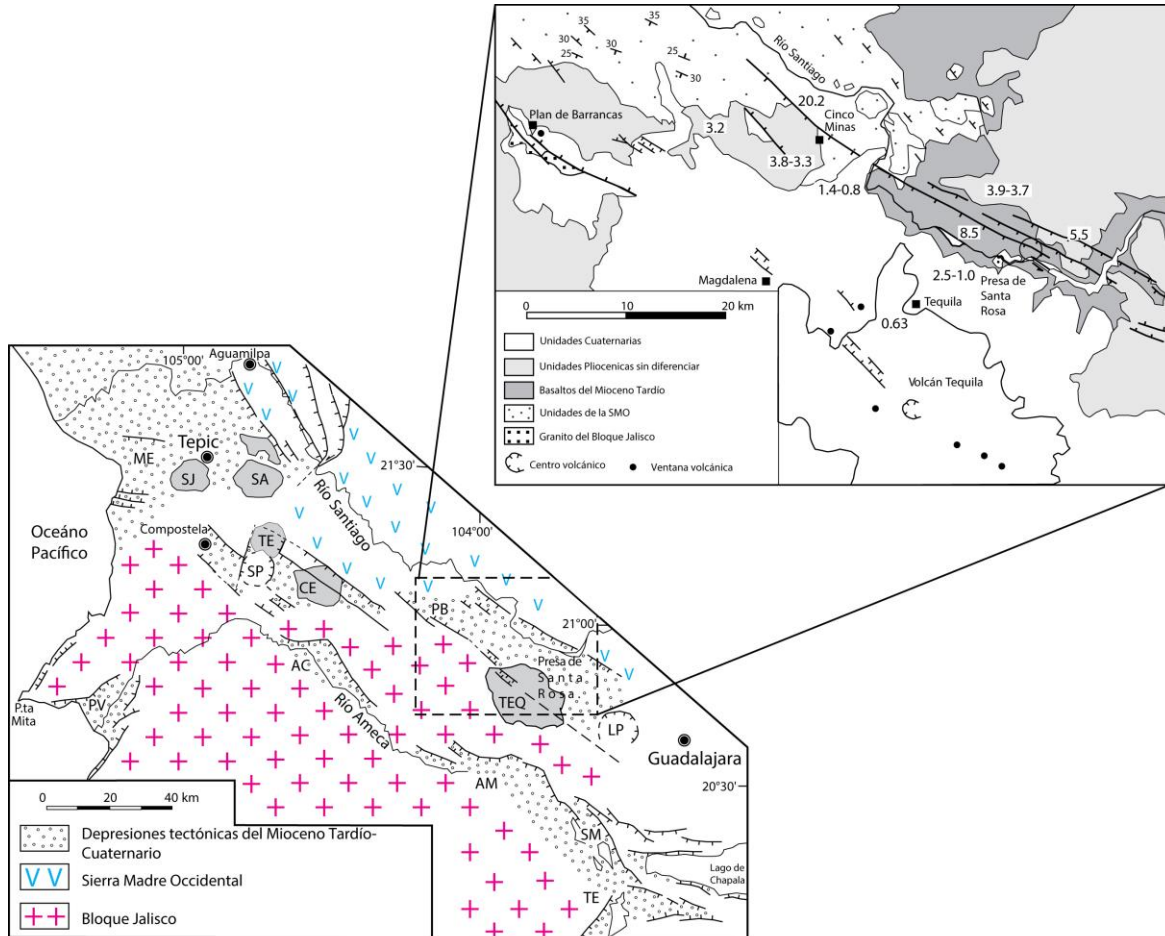 35
35
30
30
25
25
30
Río Santiago
Plan de Barrancas
20.2
Cinco
Minas
3.2
3.8-3.3
1.4-0.8
3.9-3.7
8.5
5.5
Magdalena
2.5-1.0
Presa de
Santa
Rosa
Tequila
0.63
Volcán Tequila
0 10 20 km
Unidades Cuaternarias
Unidades Pliocenicas sin diferenciar
Basaltos del Mioceno Tardío
Unidades de la SMO
Granito del Bloque Jalisco
Centro volcánico
Ventana volcánica
105°00'
Aguamilpa
Tepic
ME
SJ
SA
21°30'
Río Santiago
104°00'
Océano
Pacífico
Compostela
TE
SP
CE
PB
21°00'
Presa de
Santa
Rosa
AC
TEQ
PV
P.ta
Mita
Río Ameca
LP
Guadalajara
AM
20°30'
SM
Lago de
Chapala
TE
0 20 40 km
Depresiones tectónicas del Mioceno Tardío-
Cuaternario
Sierra Madre Occidental
Bloque Jalisco